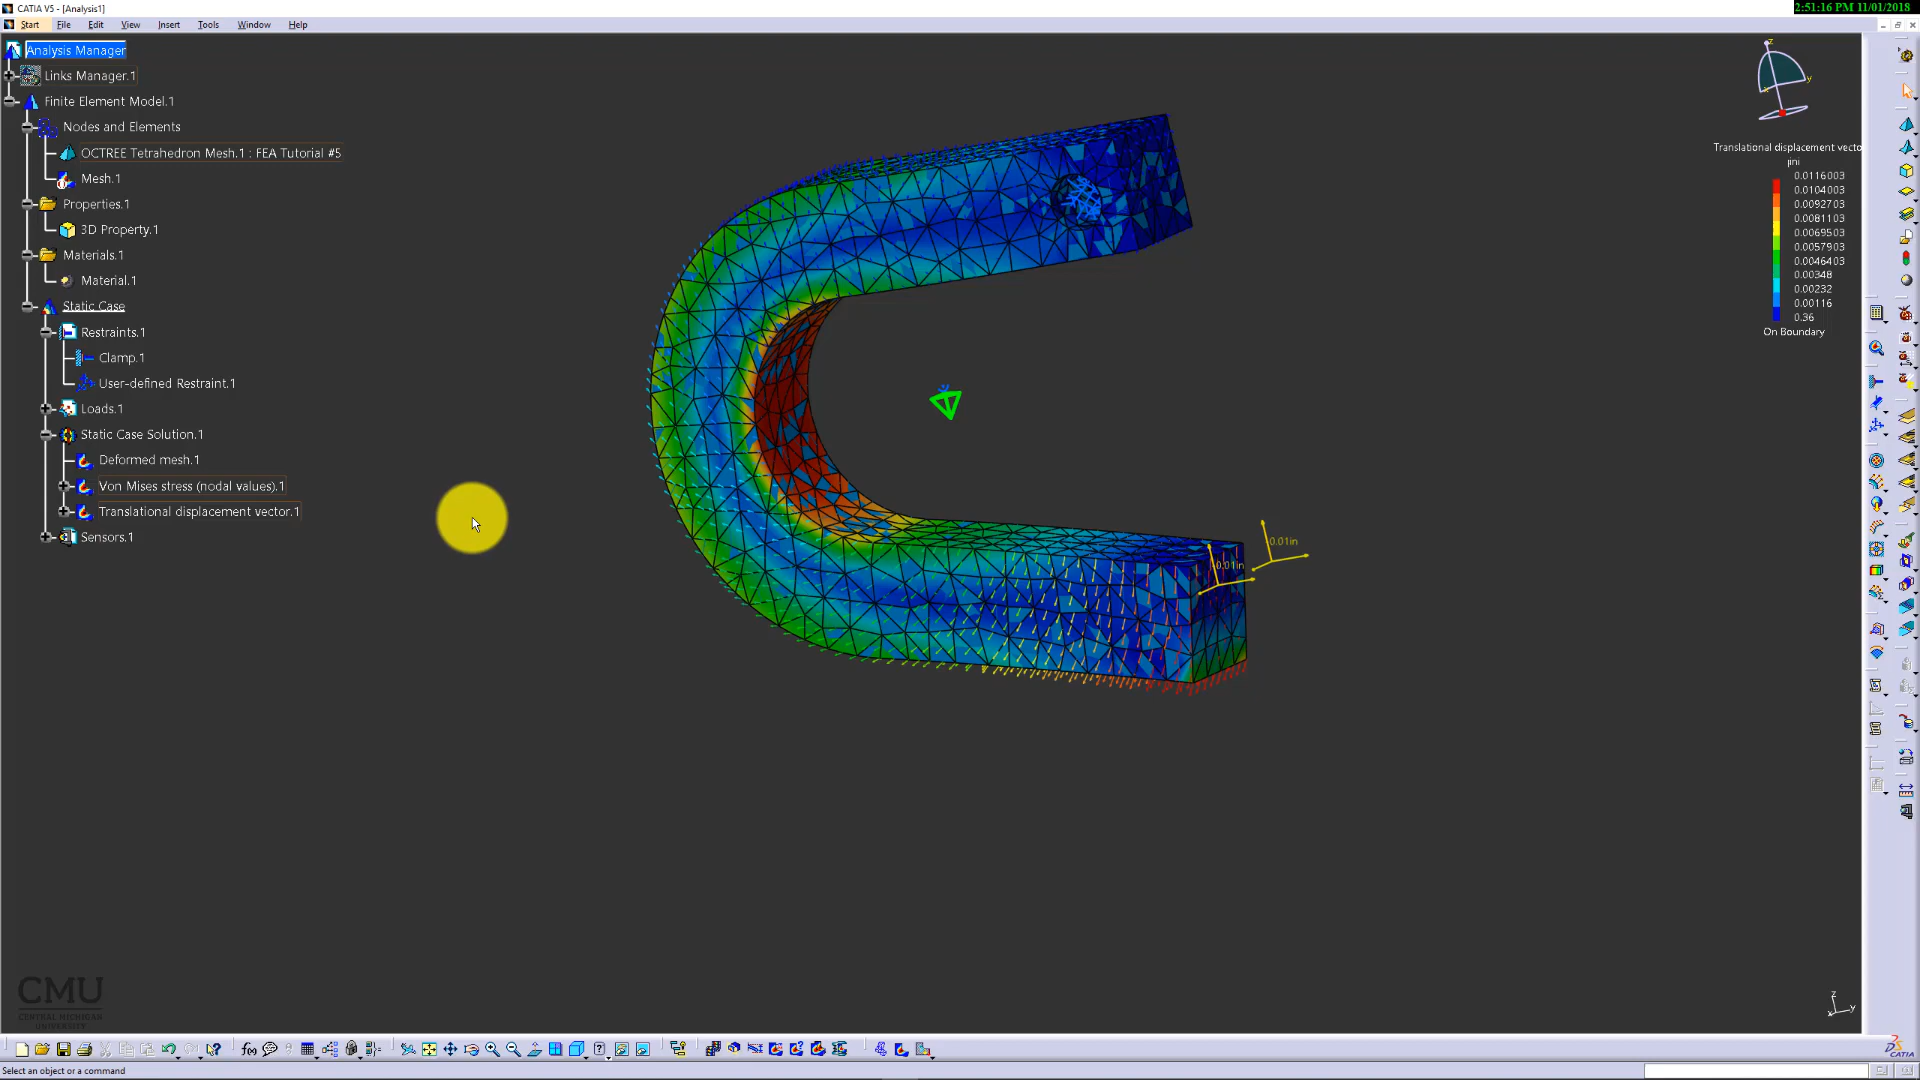 CATIA V5 - [Analysis1]
2:51:16 PM 11/01/2018
Start File Edit View Insert Tools Window Help
Analysis Manager
Links Manager.1
Finite Element Model.1
Nodes and Elements
OCTREE Tetrahedron Mesh.1 : FEA Tutorial #5
Mesh.1
Properties.1
3D Property.1
Materials.1
Material.1
Static Case
Restraints.1
Clamp.1
User-defined Restraint.1
Loads.1
Static Case Solution.1
Deformed mesh.1
Von Mises stress (nodal values).1
Translational displacement vector.1
Sensors.1
z
y
x
Translational displacement vecto
0.0116003
0.0104003
0.0092703
0.0081103
0.0069503
0.0057903
0.0046403
0.00348
0.00232
0.00116
0.36
On Boundary
0.01in
0.01in
CMU
CENTRAL MICHIGAN
UNIVERSITY
z
y
x
CATIA
Select an object or a command